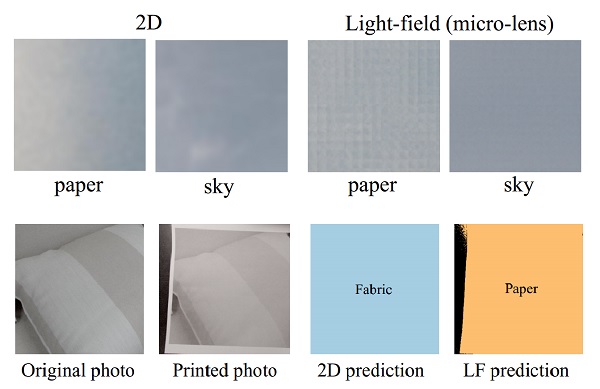 2D
Light-field (micro-lens)
paper
sky
paper
sky
Fabric
Paper
Original photo
Printed photo
2D prediction
LF prediction